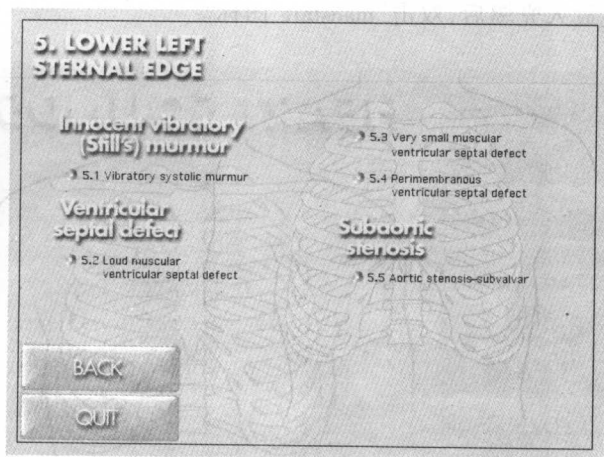 5. LOWER LEFT
STERNAL EDGE
Innocent vibratory
(Still's) murmur
5.1 Vibratory systolic murmur
Ventricular
septal defect
5.2 Loud muscular
ventricular septal defect
5.3 Very small muscular
ventricular septal defect
5.4 Perimembranous
ventricular septal defect
Subaortic
stenosis
5.5 Aortic stenosis–subvalvar
BACK
QUIT